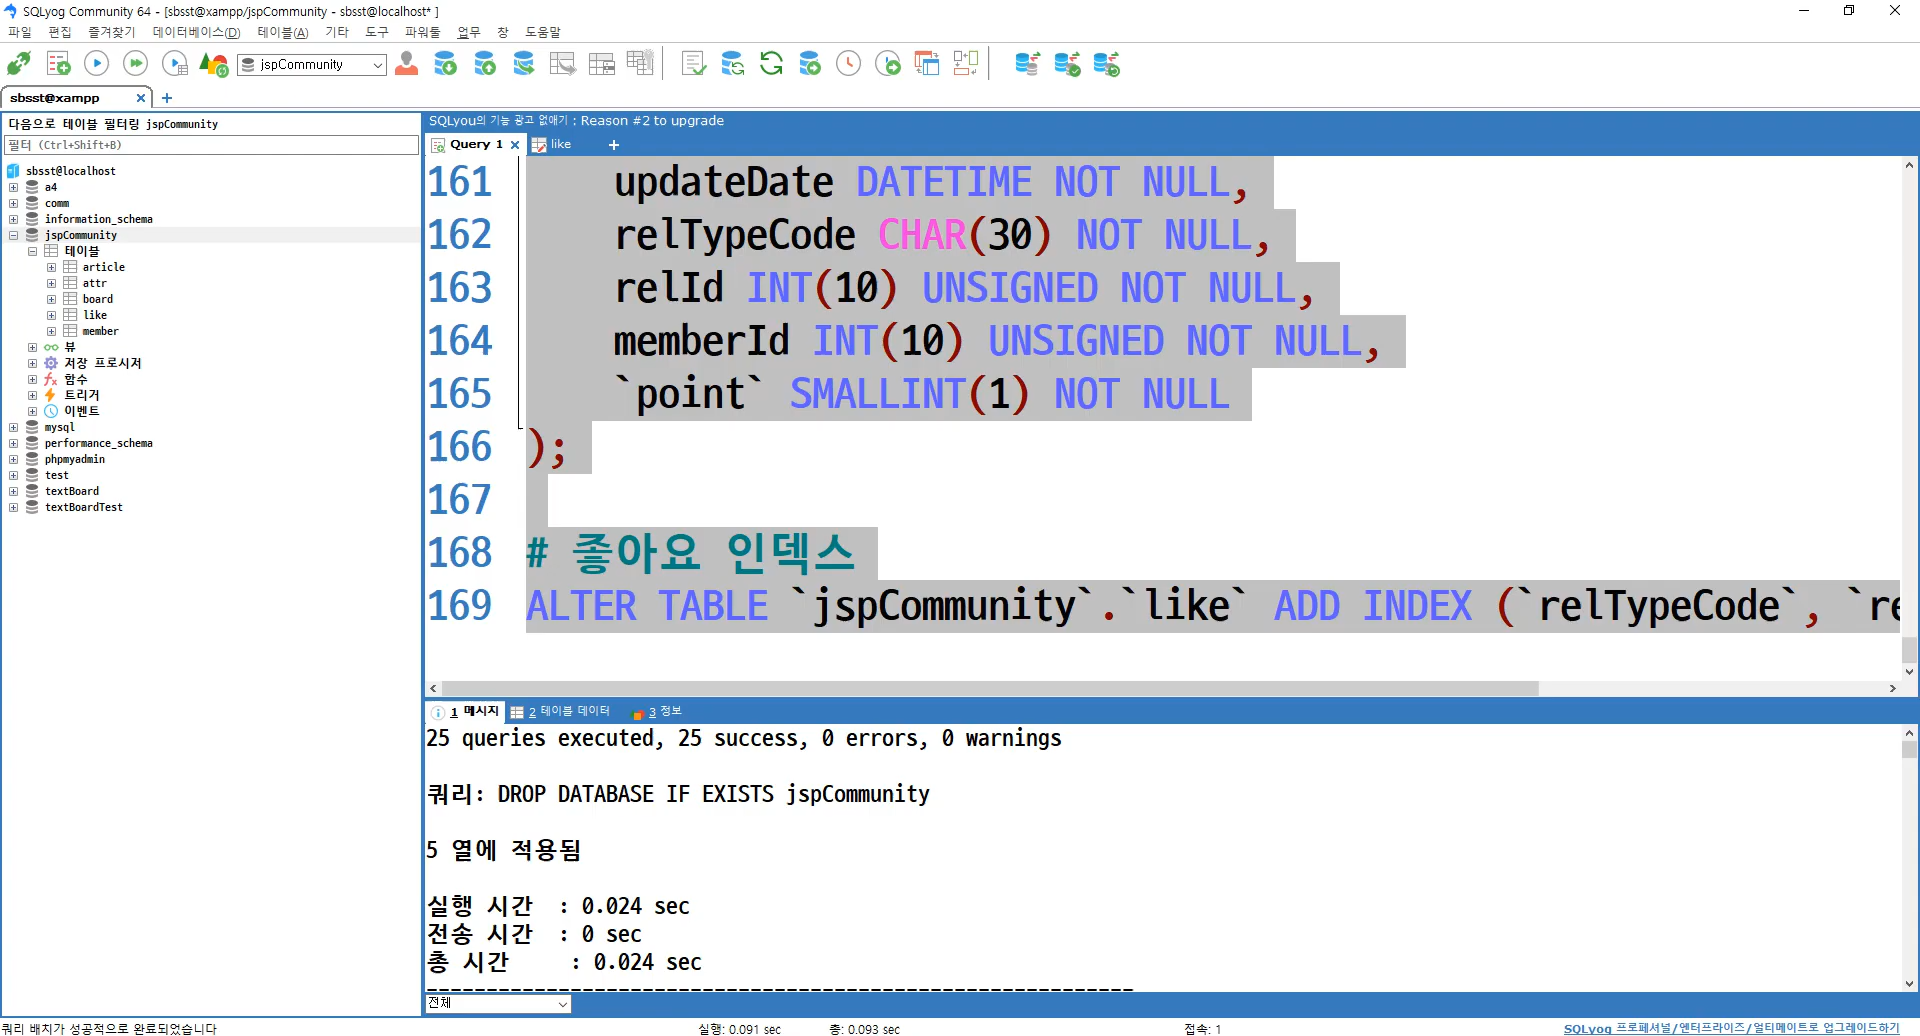 SQLyog Community 64 - [sbsst@xampp/jspCommunity - sbsst@localhost* ]
파일 편집 즐겨찾기 데이터베이스(D) 테이블(A) 기타 도구 파워툴 업무 창 도움말
jspCommunity
sbsst@xampp
다음으로 테이블 필터링 jspCommunity
필터 (Ctrl+Shift+B)
sbsst@localhost
a4
comm
information_schema
jspCommunity
테이블
article
attr
board
like
member
뷰
저장 프로시저
함수
트리거
이벤트
mysql
performance_schema
phpmyadmin
test
textBoard
textBoardTest
SQLyou의 기능 광고 없애기 : Reason #2 to upgrade
Query 1 like
161 updateDate DATETIME NOT NULL,
162 relTypeCode CHAR(30) NOT NULL,
163 relId INT(10) UNSIGNED NOT NULL,
164 memberId INT(10) UNSIGNED NOT NULL,
165 `point` SMALLINT(1) NOT NULL
166 );
167
168 # 좋아요 인덱스
169 ALTER TABLE `jspCommunity`.`like` ADD INDEX (`relTypeCode`, `re
1 메시지 2 테이블 데이터 3 정보
25 queries executed, 25 success, 0 errors, 0 warnings
쿼리: DROP DATABASE IF EXISTS jspCommunity
5 열에 적용됨
실행 시간 : 0.024 sec
전송 시간 : 0 sec
총 시간 : 0.024 sec
-----------------------------------------------------------
전체
쿼리 배치가 성공적으로 완료되었습니다 실행: 0.091 sec 총: 0.093 sec 접속: 1 SQLyog 프로페셔널/엔터프라이즈/얼티메이트로 업그레이드하기